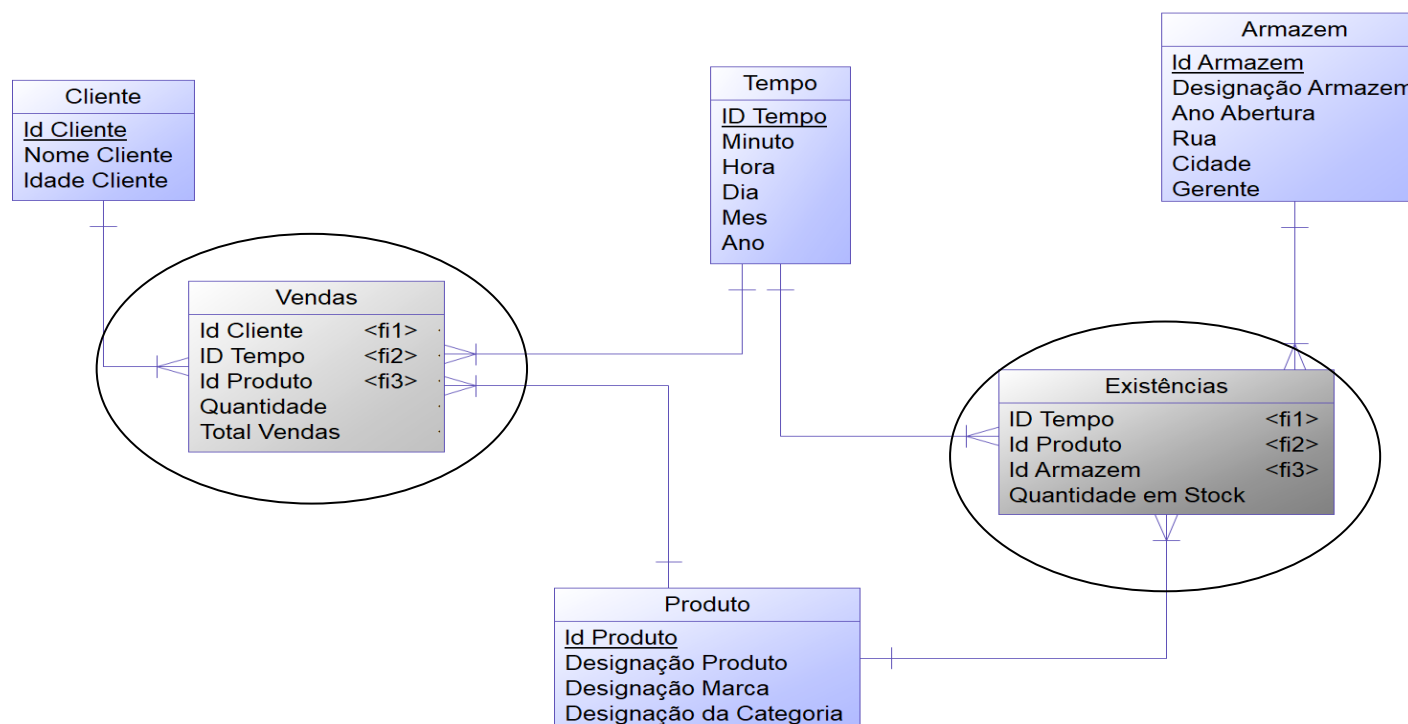 Cliente
Id Cliente
Nome Cliente
Idade Cliente
Tempo
ID Tempo
Minuto
Hora
Dia
Mes
Ano
Armazem
Id Armazem
Designação Armazem
Ano Abertura
Rua
Cidade
Gerente
Vendas
Id Cliente <fi1>
ID Tempo <fi2>
Id Produto <fi3>
Quantidade
Total Vendas
Existências
ID Tempo <fi1>
Id Produto <fi2>
Id Armazem <fi3>
Quantidade em Stock
Produto
Id Produto
Designação Produto
Designação Marca
Designação da Categoria